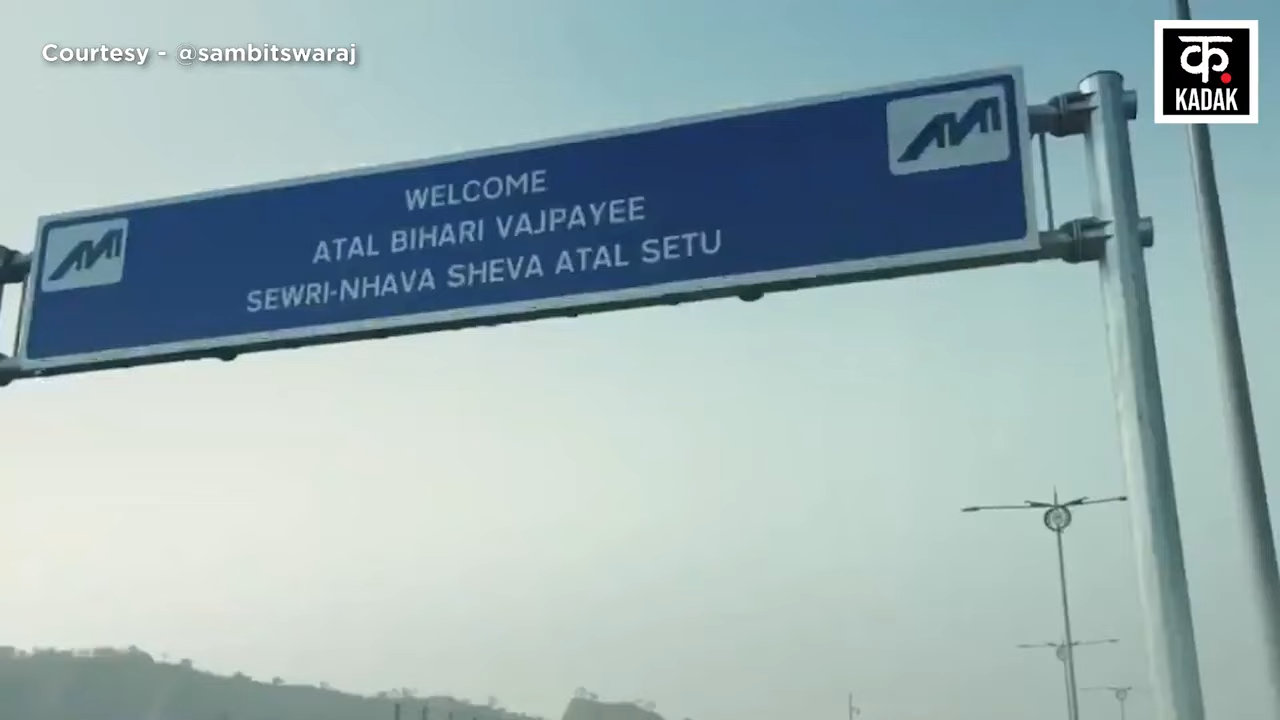 Courtesy - @sambitswaraj
क.
KADAK
WELCOME
ATAL BIHARI VAJPAYEE
SEWRI-NHAVA SHEVA ATAL SETU